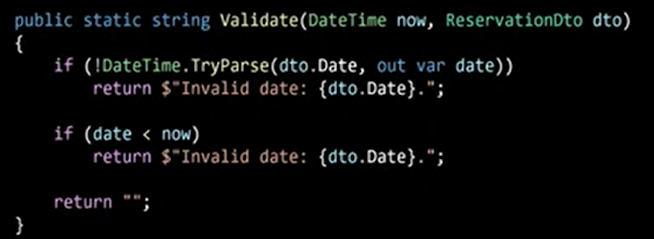 public static string Validate(DateTime now, ReservationDto dto)
{
if (!DateTime.TryParse(dto.Date, out var date))
return $"Invalid date: {dto.Date}.";
if (date < now)
return $"Invalid date: {dto.Date}.";
return "";
}